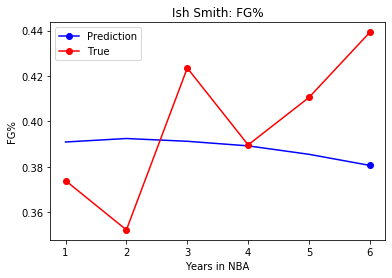 Ish Smith: FG%
Prediction
True
0.44
0.42
0.40
0.38
0.36
FG%
1 2 3 4 5 6
Years in NBA